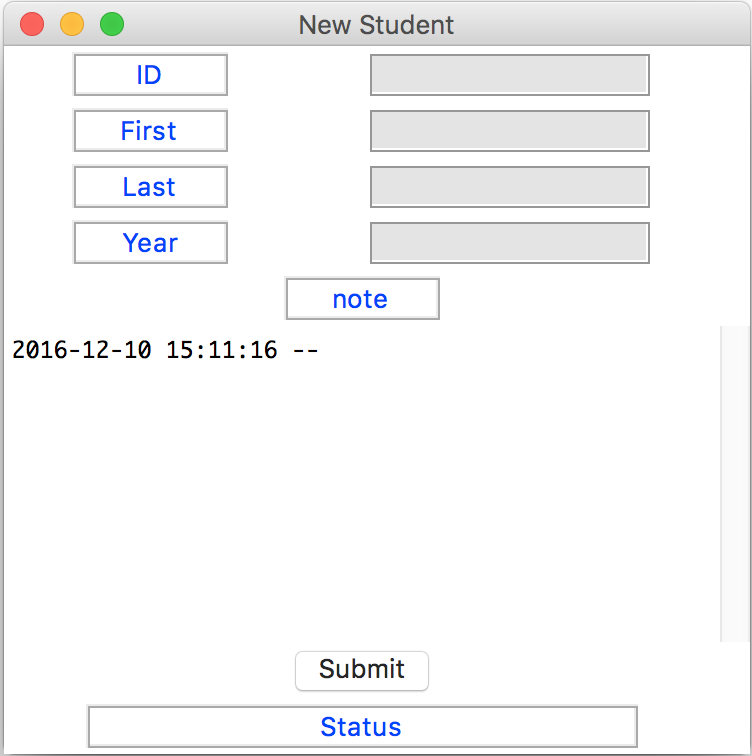 New Student
ID
First
Last
Year
note
2016-12-10 15:11:16 --
Submit
Status